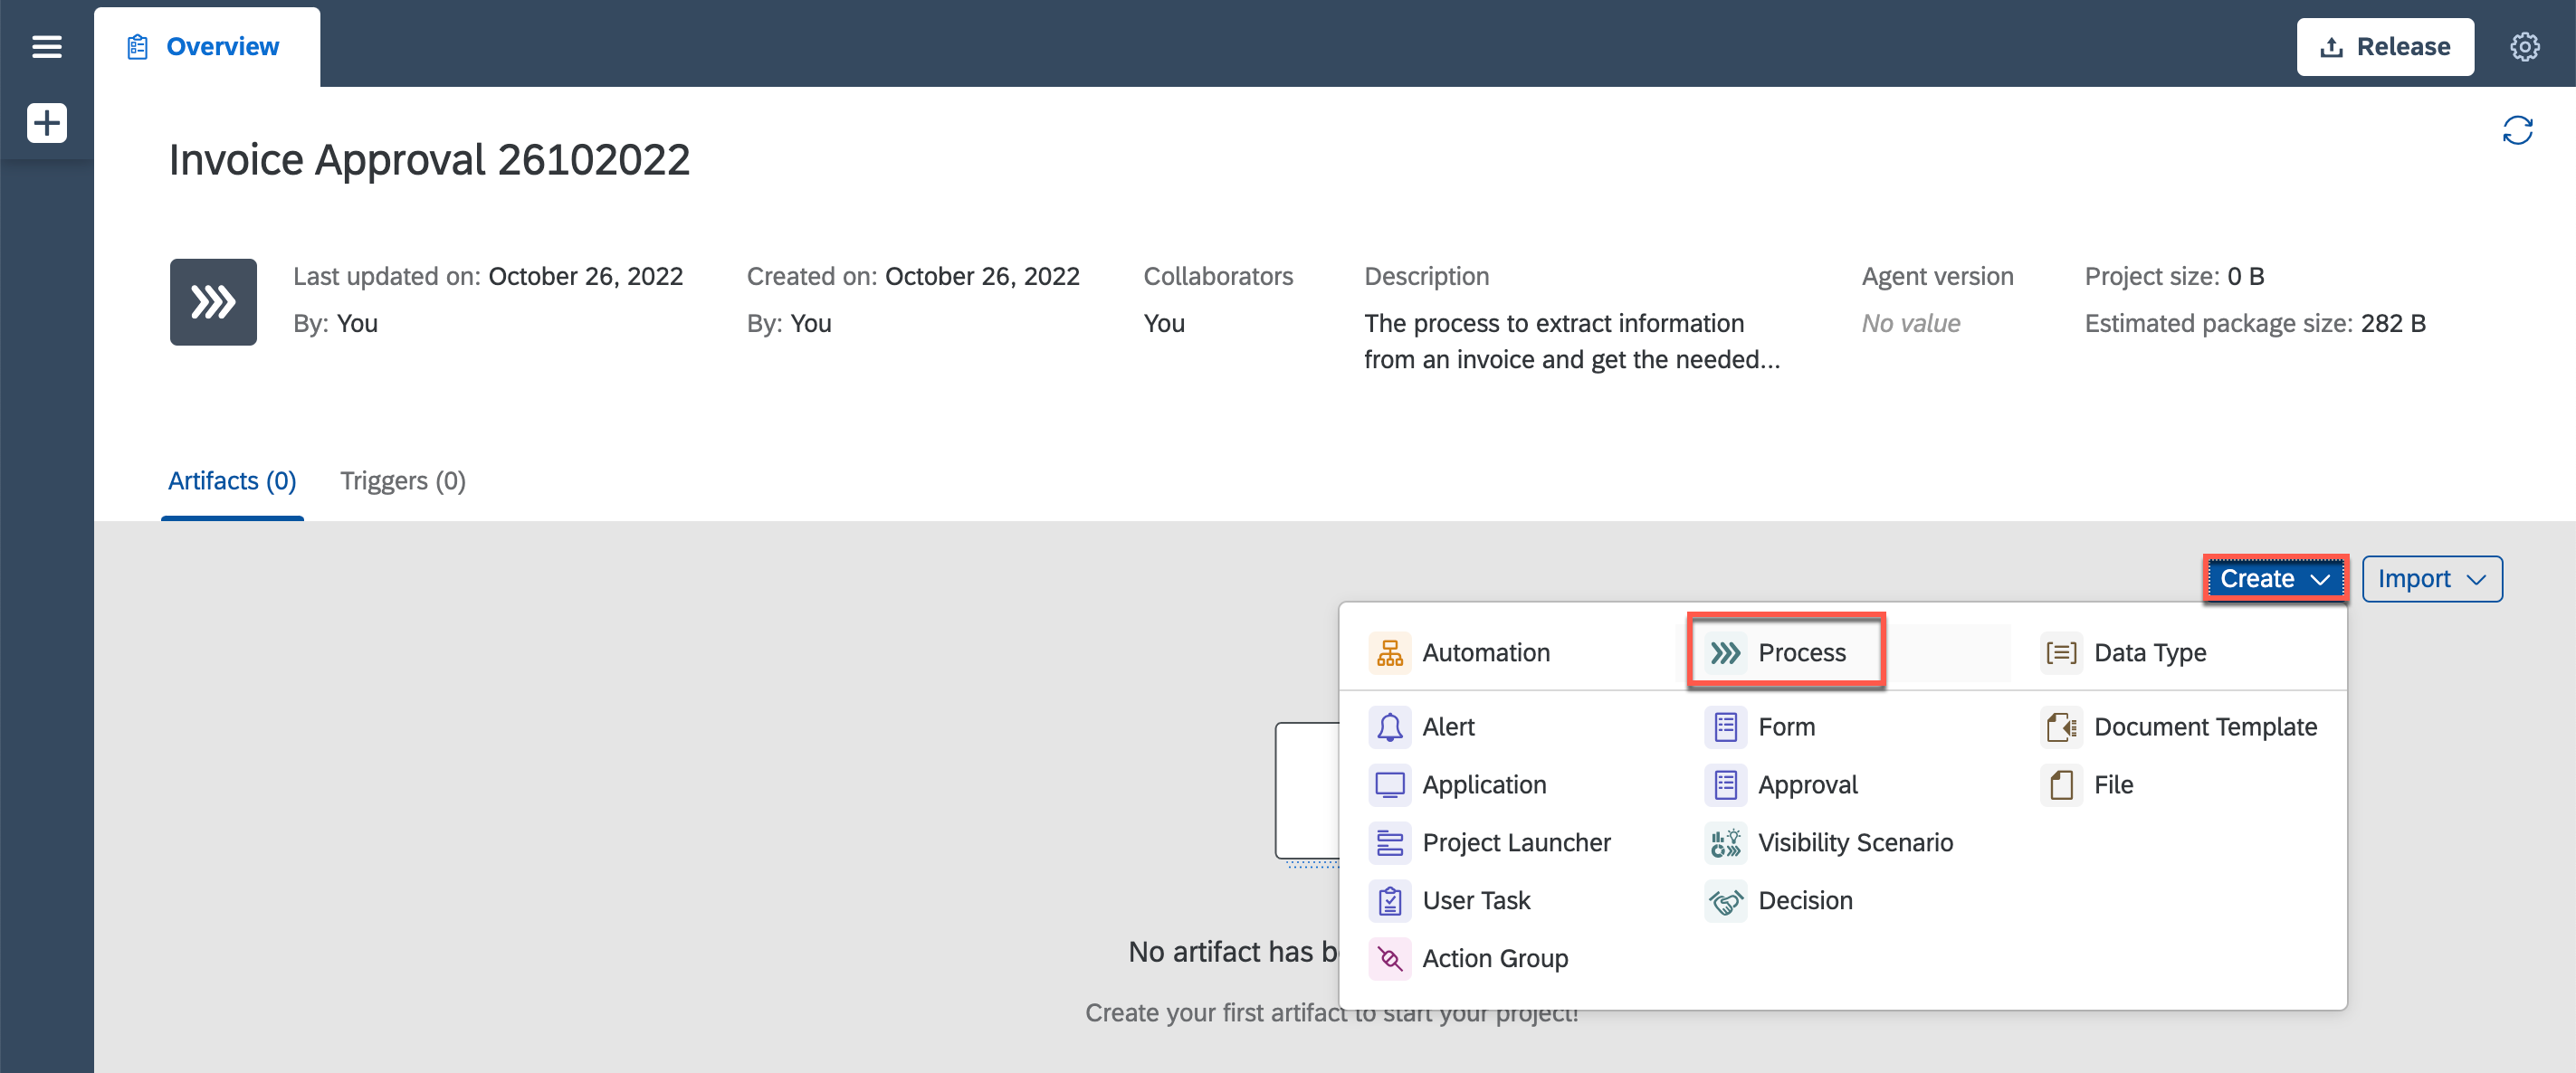 Overview
Release
Invoice Approval 26102022
Last updated on: October 26, 2022
By: You
Created on: October 26, 2022
By: You
Collaborators
You
Description
The process to extract information
from an invoice and get the needed...
Agent version
No value
Project size: 0 B
Estimated package size: 282 B
Artifacts (0)
Triggers (0)
Create
Import
Automation
Process
Data Type
Alert
Form
Document Template
Application
Approval
File
Project Launcher
Visibility Scenario
User Task
Decision
Action Group
No artifact has b
Create your first artifact to start your project!